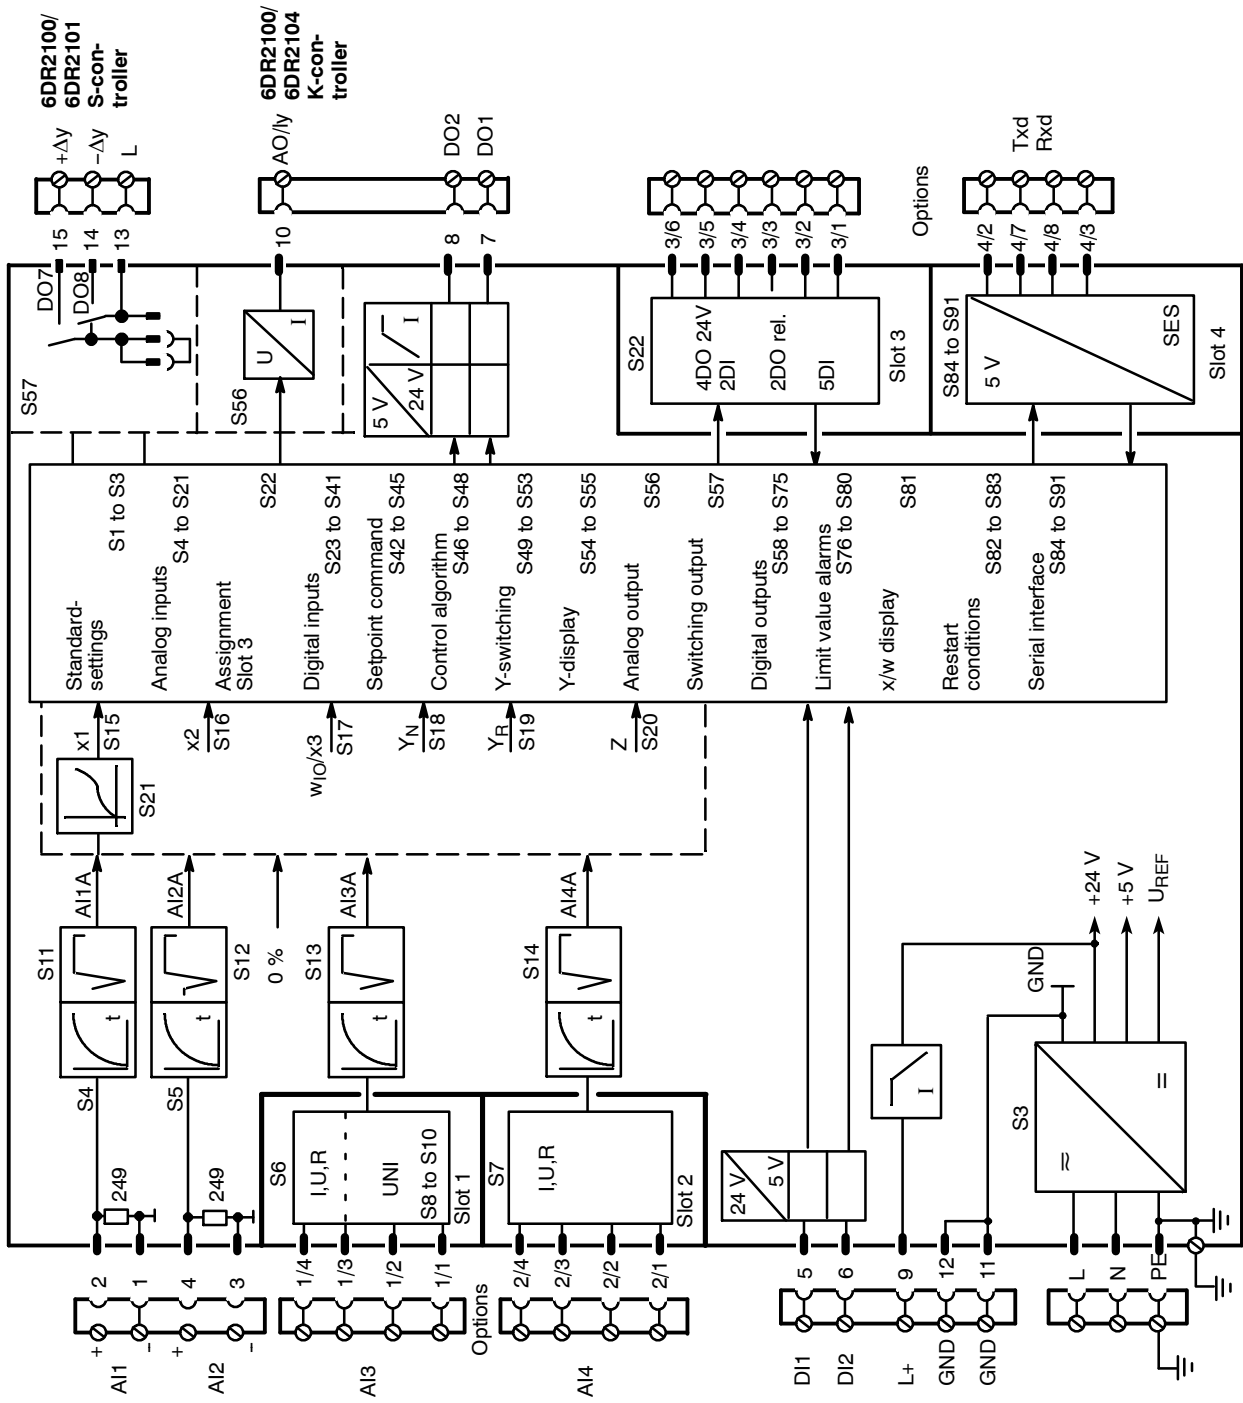 6DR2100/
6DR2101
S-con-
troller
+Δy
−Δy
L
15
14
13
DO7
DO8
S57
6DR2100/
6DR2104
K-con-
troller
AO/Iy
DO2
DO1
10
8
7
U
I
S56
5 V
24 V
I
Options
3/6
3/5
3/4
3/3
3/2
3/1
S22
4DO 24V
2DI
2DO rel.
5DI
Slot 3
Txd
Rxd
4/2
4/7
4/8
4/3
S84 to S91
5 V
SES
Slot 4
Standard-
settings
S1 to S3
Analog inputs
S4 to S21
Assignment
Slot 3
S22
Digital inputs
S23 to S41
Setpoint command
S42 to S45
Control algorithm
S46 to S48
Y-switching
S49 to S53
Y-display
S54 to S55
Analog output
S56
Switching output
S57
Digital outputs
S58 to S75
Limit value alarms
S76 to S80
x/w display
S81
Restart
conditions
S82 to S83
Serial interface
S84 to S91
x1
S15
x2
S16
wIO/x3
S17
YN
S18
YR
S19
Z
S20
S21
AI1A
AI2A
0 %
AI3A
AI4A
S11
t
S4
S12
t
S5
S13
t
S14
t
249
249
S6
I,U,R
UNI
S8 to S10
Slot 1
S7
I,U,R
Slot 2
24 V
5 V
I
GND
+24 V
+5 V
UREF
S3
≈
=
2
1
4
3
+
−
+
−
AI1
AI2
1/4
1/3
1/2
1/1
AI3
Options
2/4
2/3
2/2
2/1
AI4
5
6
9
12
11
DI1
DI2
L+
GND
GND
L
N
PE